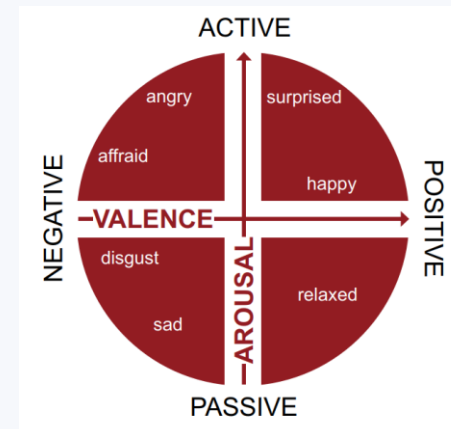 ACTIVE
angry
surprised
affraid
happy
NEGATIVE
VALENCE
POSITIVE
disgust
AROUSAL
relaxed
sad
PASSIVE